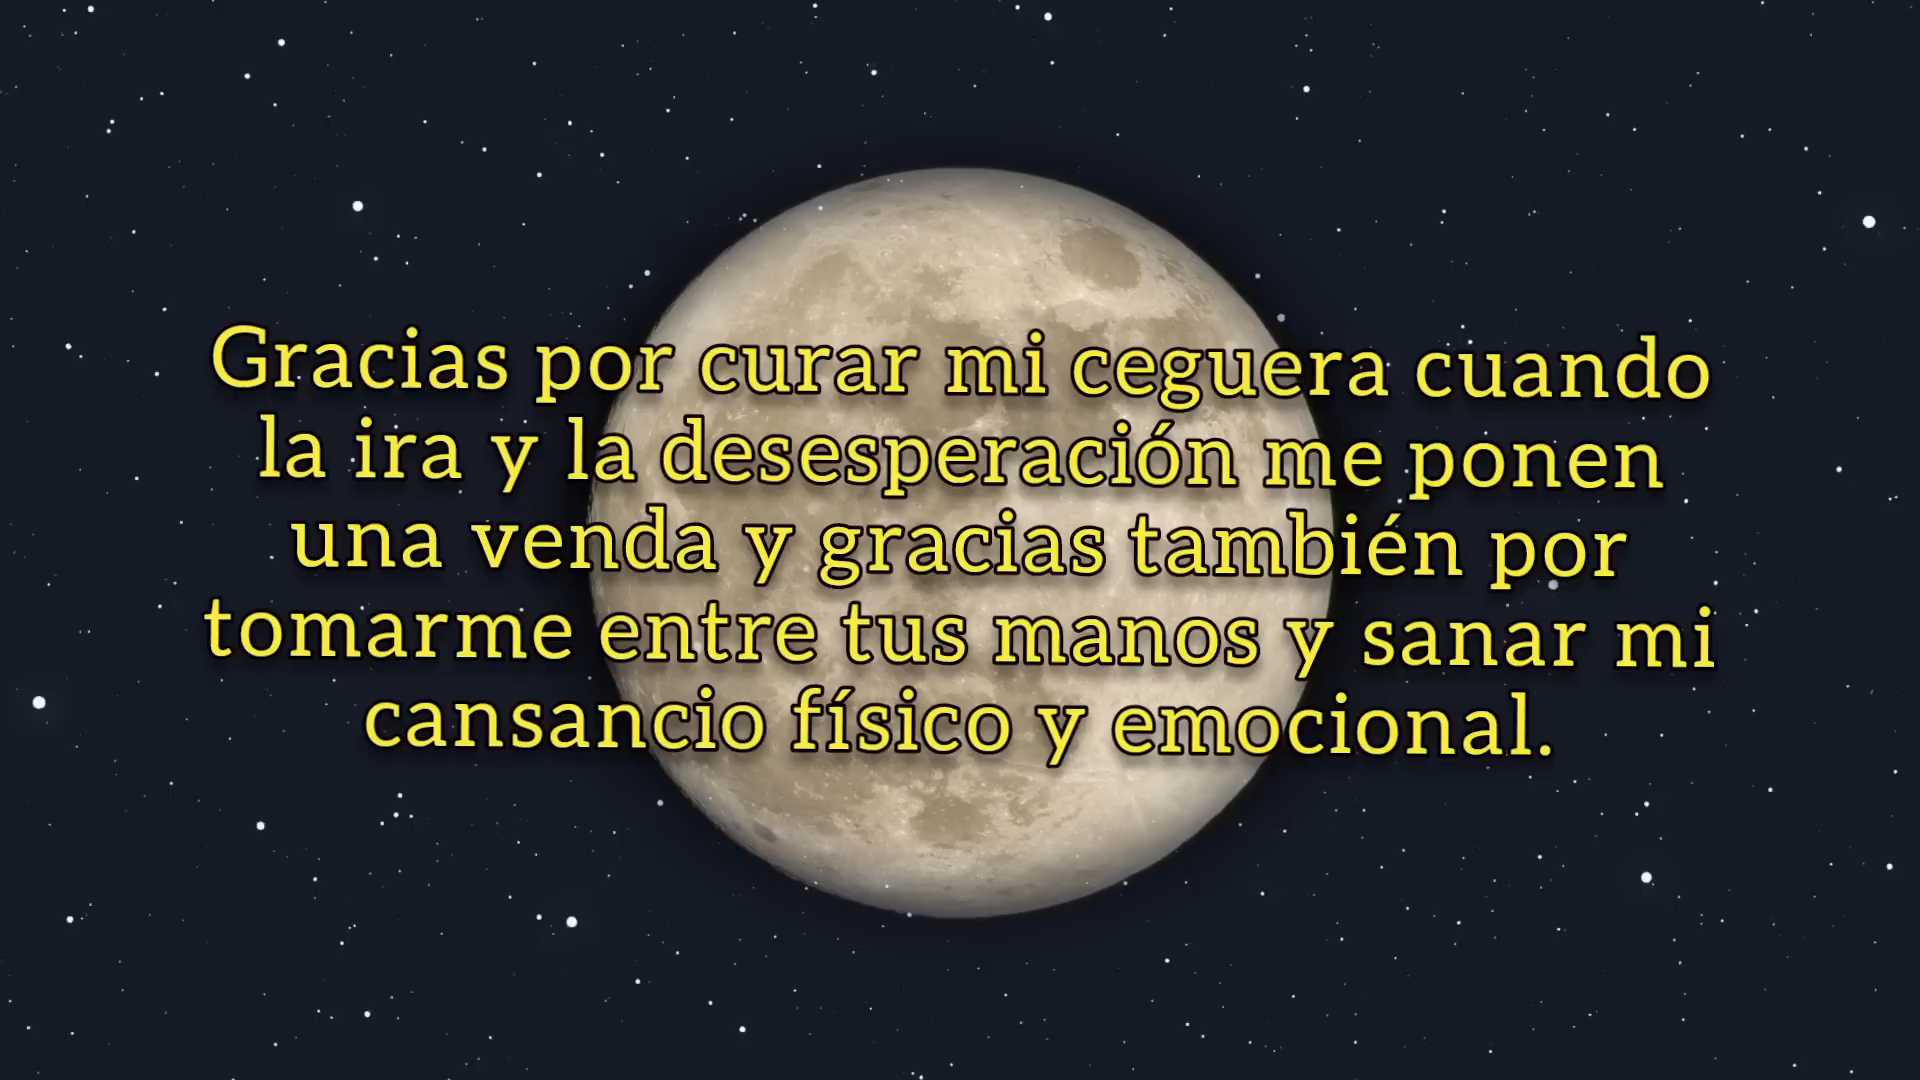 Gracias por curar mi ceguera cuando
la ira y la desesperación me ponen
una venda y gracias también por
tomarme entre tus manos y sanar mi
cansancio físico y emocional.